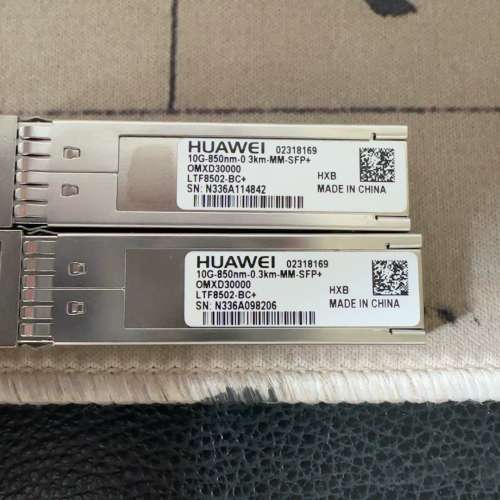 HUAWEI 02318169
10G-850nm-0.3km-MM-SFP+
OMXD30000
LTF8502-BC+ HXB
SN: N336A114842 MADE IN CHINA
HUAWEI 02318169
10G-850nm-0.3km-MM-SFP+
OMXD30000
LTF8502-BC+ HXB
SN: N336A098206 MADE IN CHINA